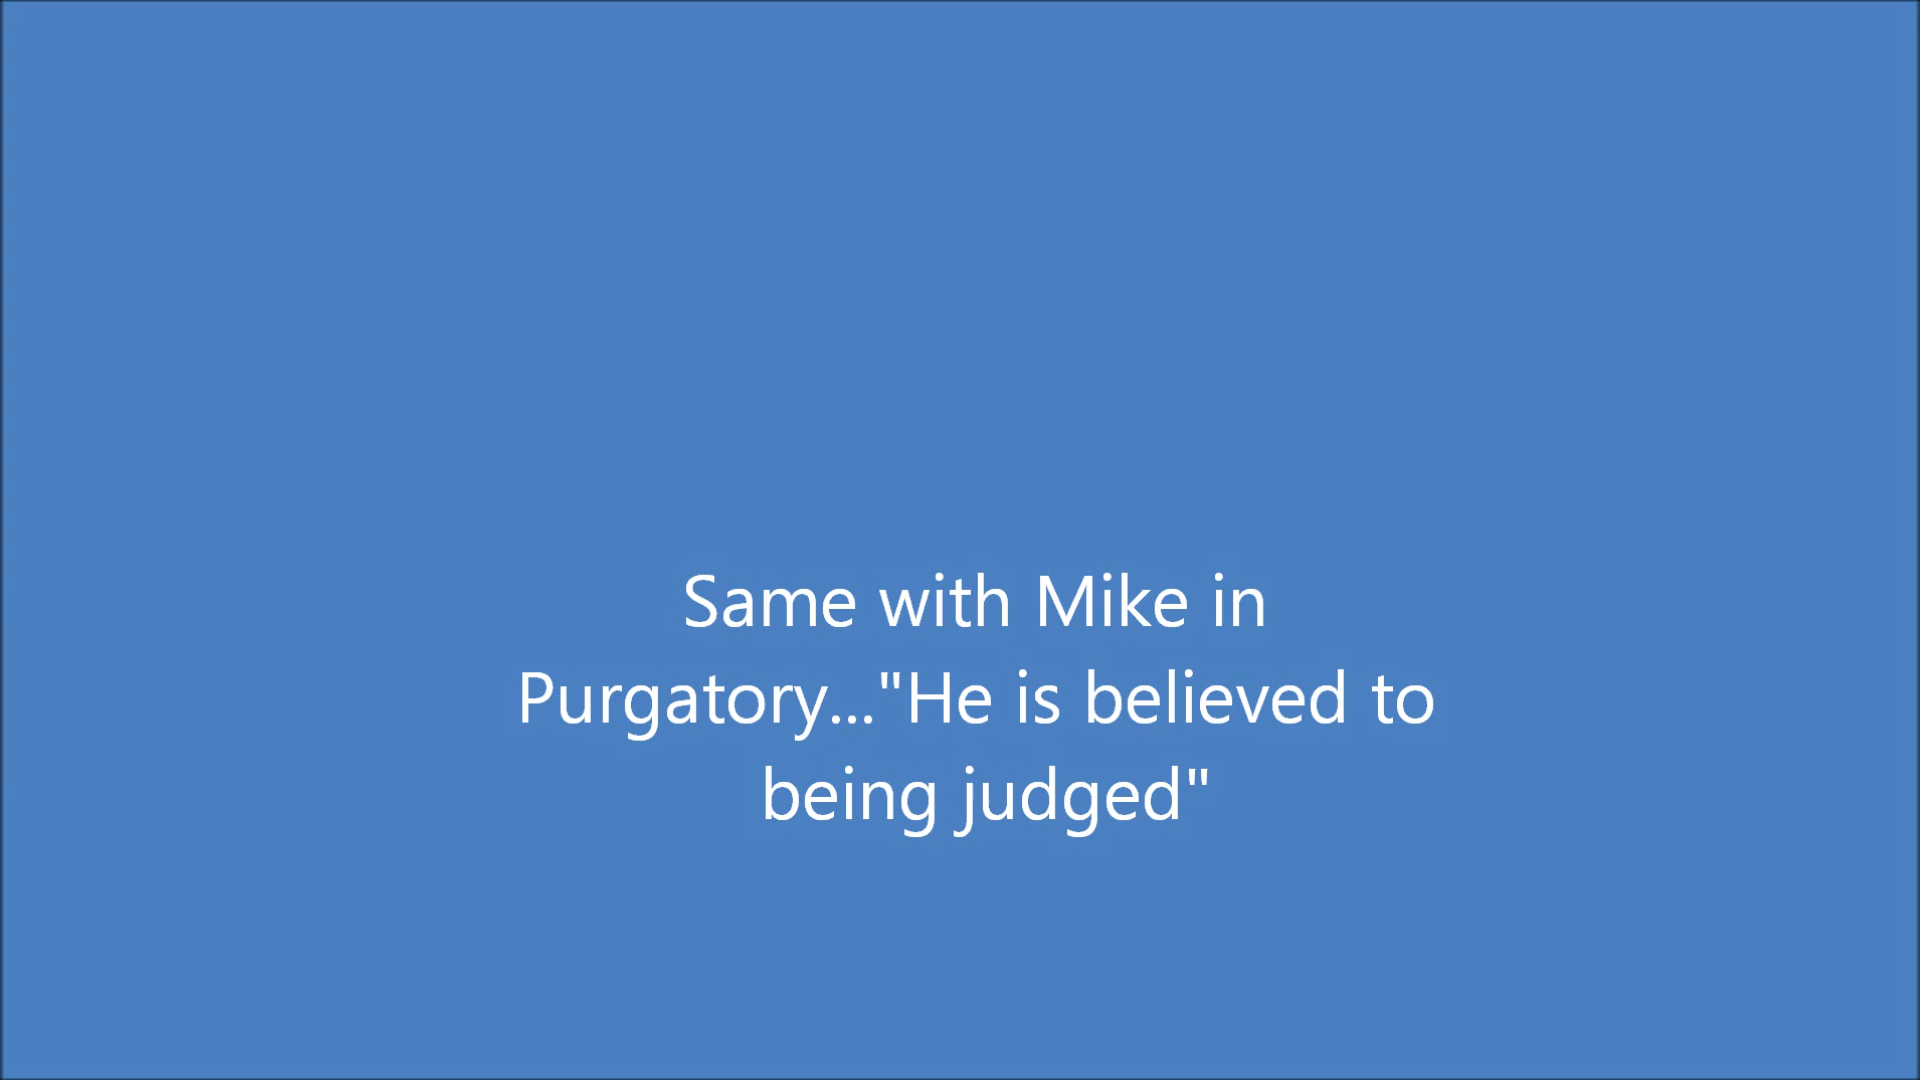 Same with Mike in
Purgatory..."He is believed to
being judged"